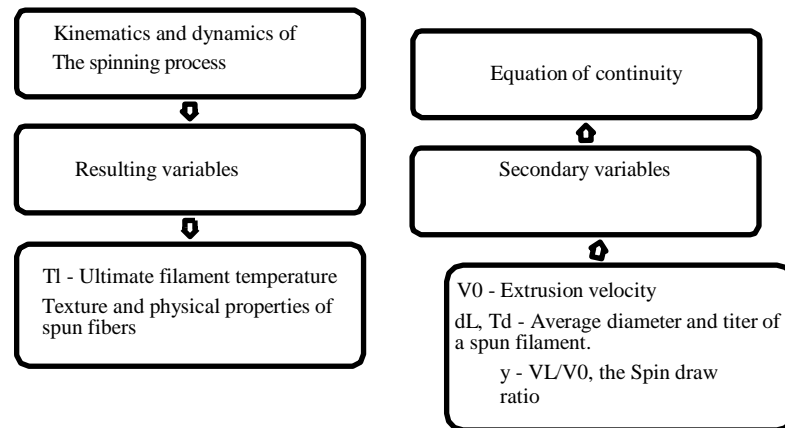 Kinematics and dynamics of
The spinning process
Resulting variables
Tl - Ultimate filament temperature
Texture and physical properties of
spun fibers
Equation of continuity
Secondary variables
V0 - Extrusion velocity
dL, Td - Average diameter and titer of
a spun filament.
y - VL/V0, the Spin draw
ratio